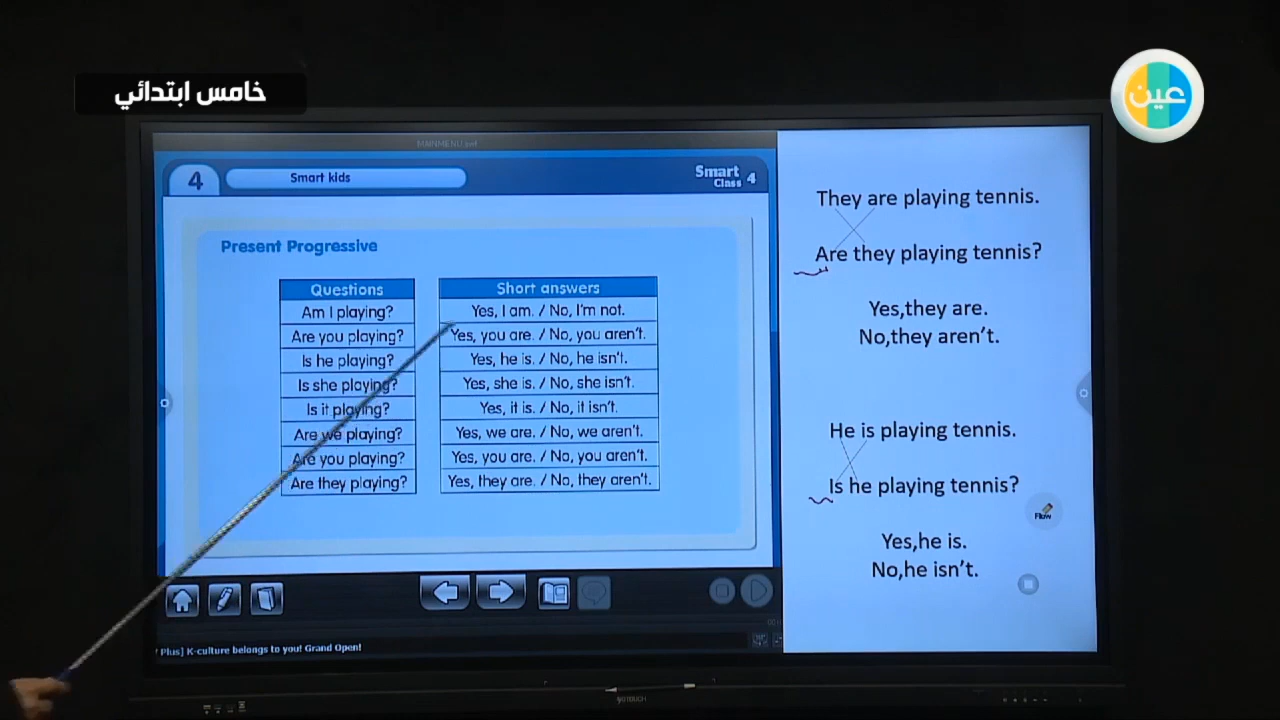 خامس ابتدائي
عين
MAINMENU.swf
4
Smart kids
Smart Class 4
Present Progressive
Questions
Am I playing?
Are you playing?
Is he playing?
Is she playing?
Is it playing?
Are we playing?
Are you playing?
Are they playing?
Short answers
Yes, I am. / No, I'm not.
Yes, you are. / No, you aren't.
Yes, he is. / No, he isn't.
Yes, she is. / No, she isn't.
Yes, it is. / No, it isn't.
Yes, we are. / No, we aren't.
Yes, you are. / No, you aren't.
Yes, they are. / No, they aren't.
Plus] K-culture belongs to you! Grand Open!
They are playing tennis.
Are they playing tennis?
Yes,they are.
No,they aren't.
He is playing tennis.
Is he playing tennis?
Yes,he is.
No,he isn't.
Flow